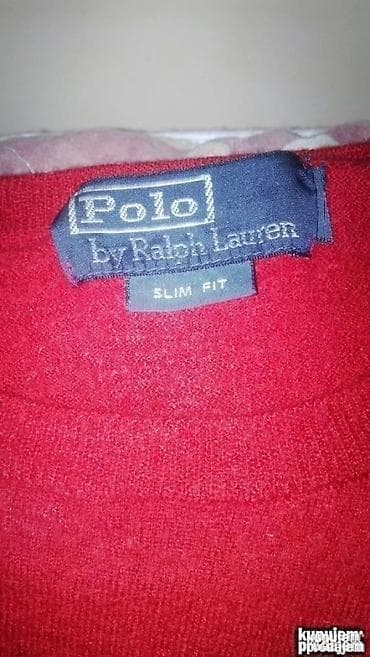 Polo
by Ralph Lauren
SLIM FIT
kupujem
prodajem